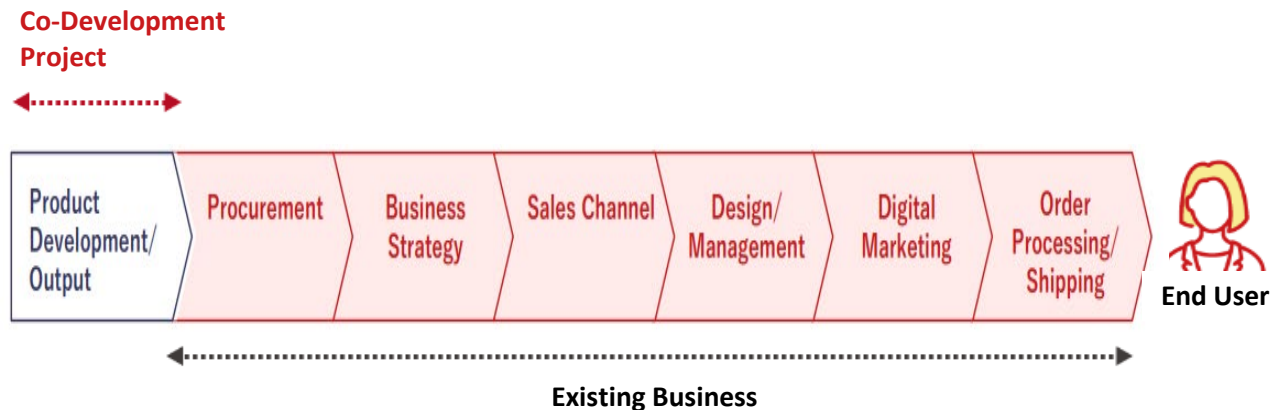 Co-Development
Project
Product
Development/
Output
Procurement
Business
Strategy
Sales Channel
Design/
Management
Digital
Marketing
Order
Processing/
Shipping
End User
Existing Business